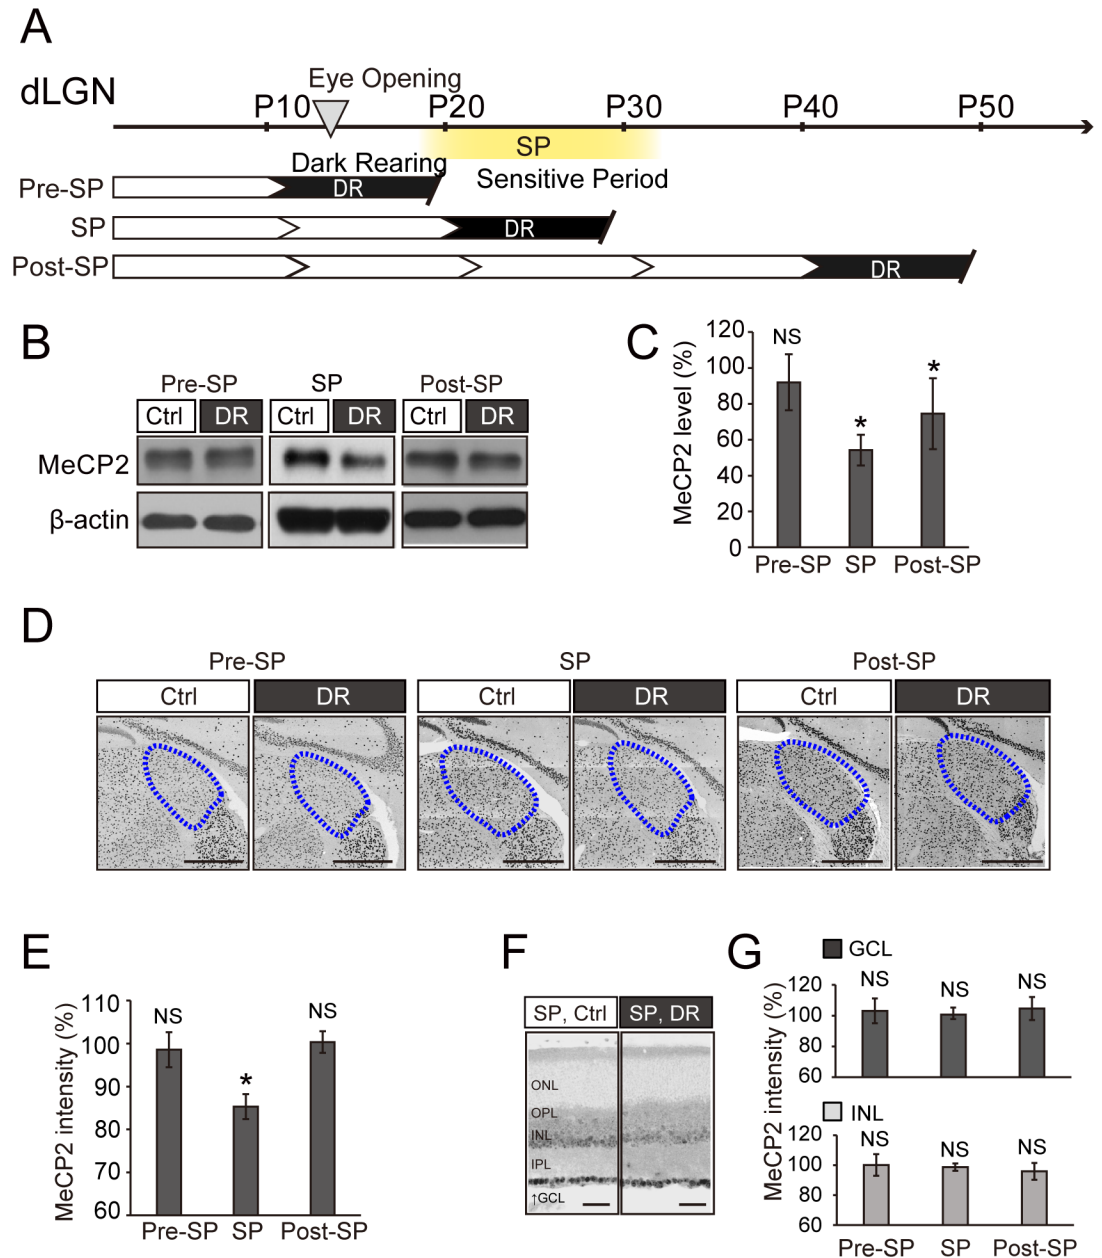 A
Eye Opening
dLGN
P10 P20 P30 P40 P50
SP
Dark Rearing
Sensitive Period
Pre-SP DR
SP DR
Post-SP DR
B
Pre-SP SP Post-SP
Ctrl DR Ctrl DR Ctrl DR
MeCP2
β-actin
C
MeCP2 level (%)
120
100
80
60
40
20
0
NS * *
Pre-SP SP Post-SP
D
Pre-SP SP Post-SP
Ctrl DR Ctrl DR Ctrl DR
E
MeCP2 intensity (%)
110
100
90
80
70
60
NS * NS
Pre-SP SP Post-SP
F
SP, Ctrl SP, DR
ONL
OPL
INL
IPL
↑GCL
G
GCL
MeCP2 intensity (%)
120
100
80
60
NS NS NS
INL
120
100
80
60
NS NS NS
Pre-SP SP Post-SP